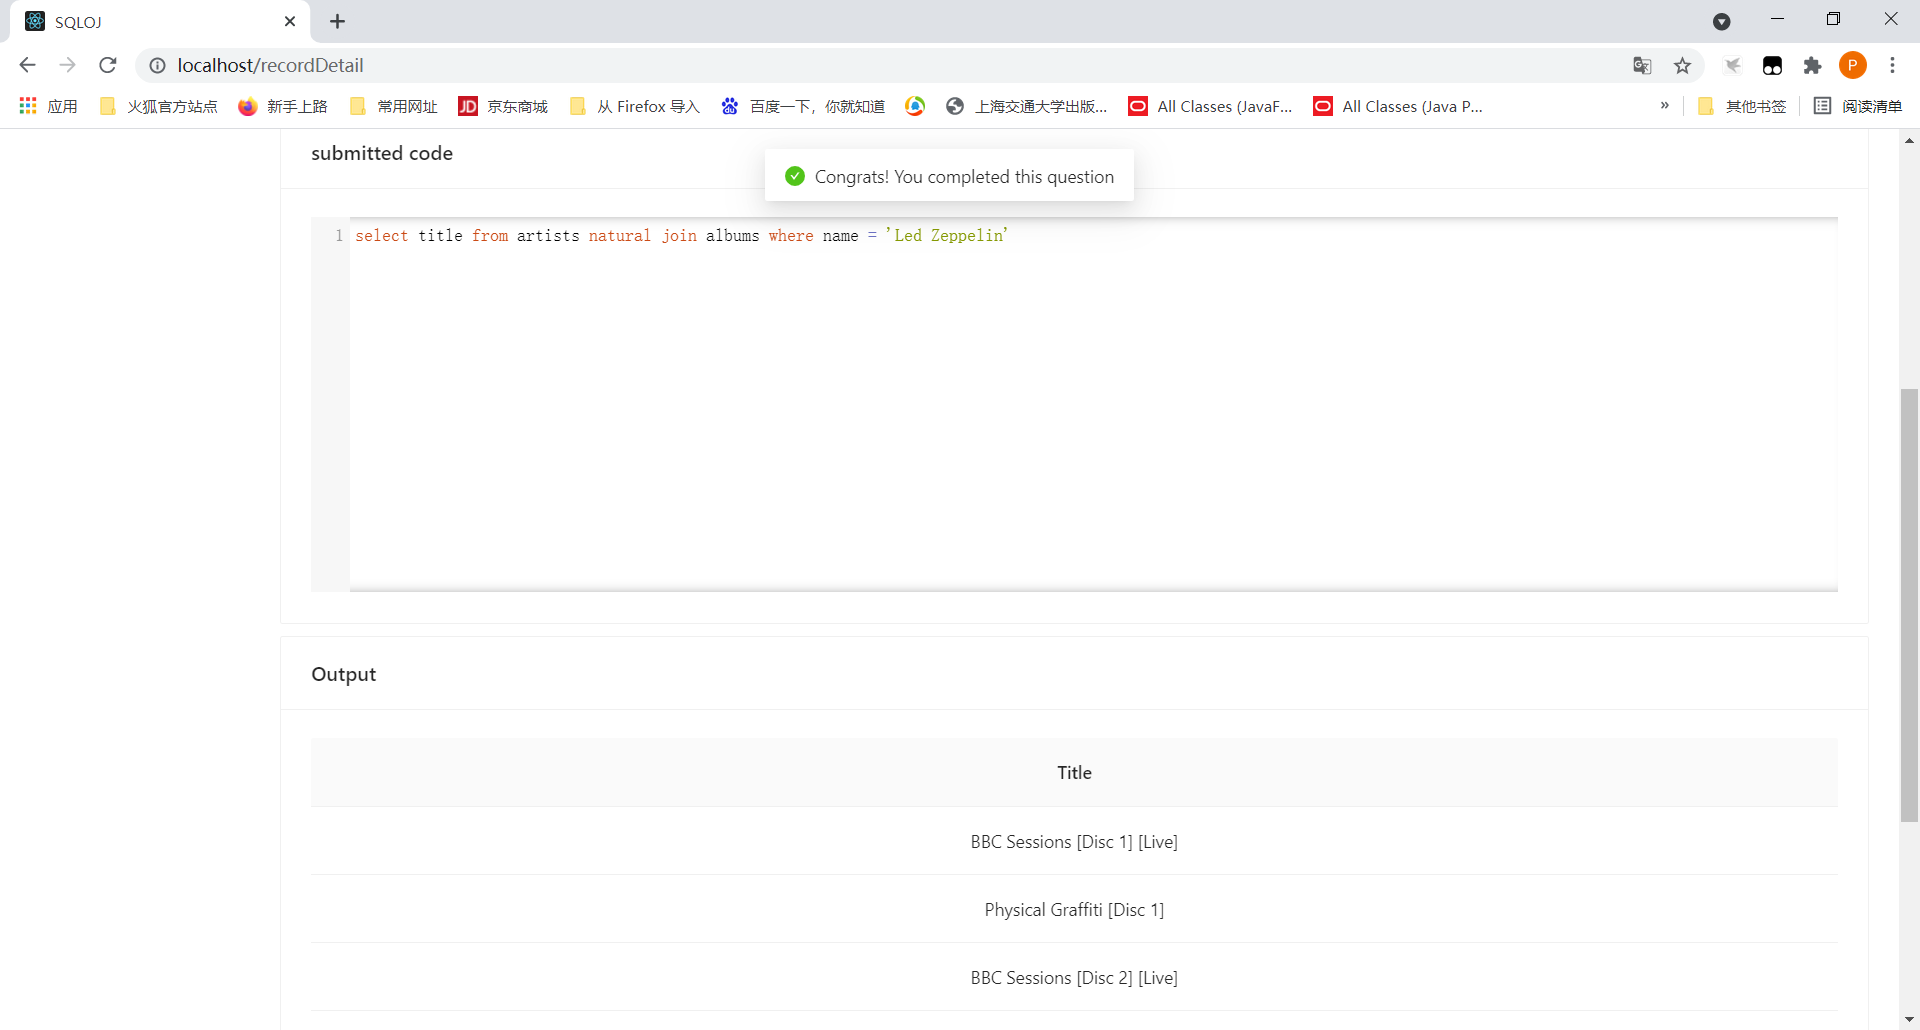 SQLOJ
localhost/recordDetail
P
应用 火狐官方站点 新手上路 常用网址 JD 京东商城 从 Firefox 导入 百度一下，你就知道 上海交通大学出版... All Classes (JavaF... All Classes (Java P... » 其他书签 阅读清单
submitted code
Congrats! You completed this question
1 select title from artists natural join albums where name = 'Led Zeppelin'
Output
Title
BBC Sessions [Disc 1] [Live]
Physical Graffiti [Disc 1]
BBC Sessions [Disc 2] [Live]